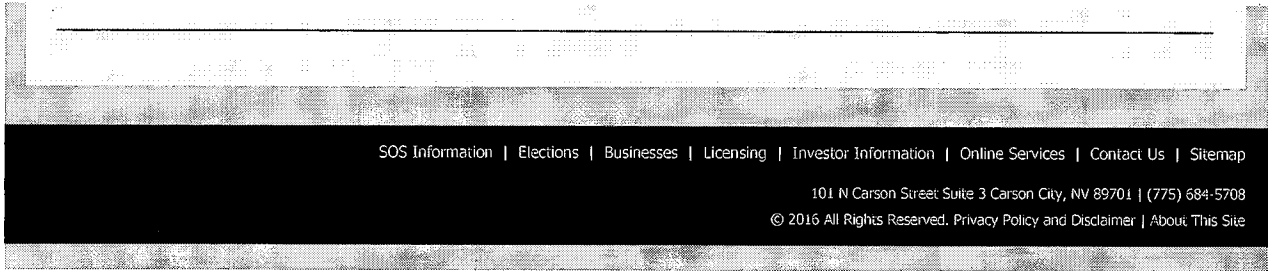 SOS Information | Elections | Businesses | Licensing | Investor Information | Online Services | Contact Us | Sitemap
101 N Carson Street Suite 3 Carson City, NV 89701 | (775) 684-5708
© 2016 All Rights Reserved. Privacy Policy and Disclaimer | About This Site